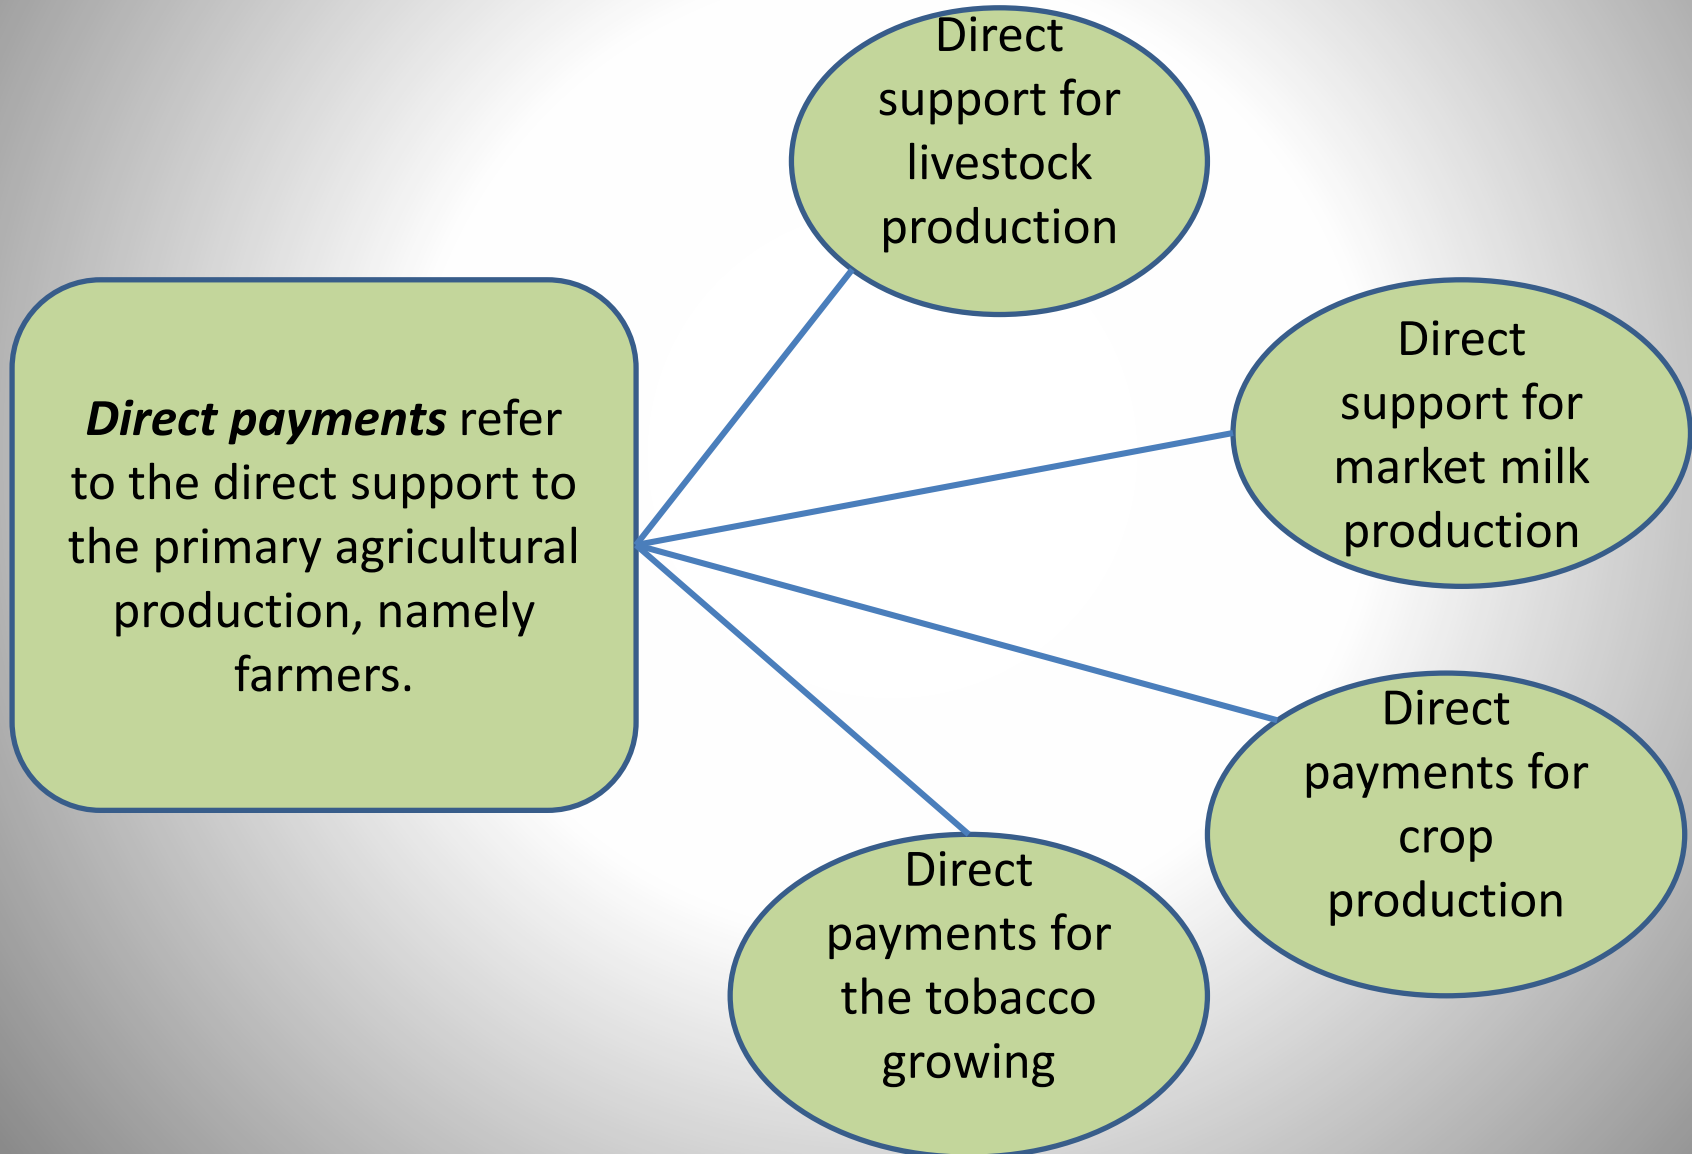 Direct payments refer
to the direct support to
the primary agricultural
production, namely
farmers.
Direct
support for
livestock
production
Direct
support for
market milk
production
Direct
payments for
crop
production
Direct
payments for
the tobacco
growing